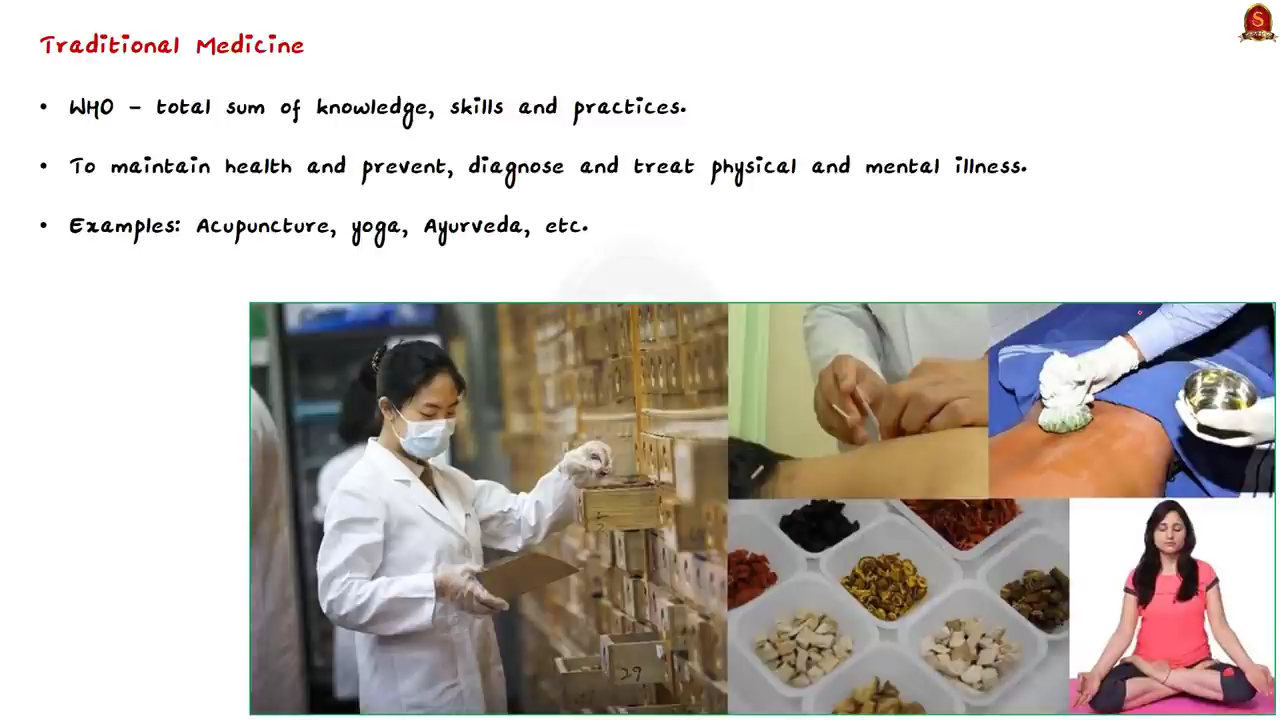 Traditional Medicine
• WHO – total sum of knowledge, skills and practices.
• To maintain health and prevent, diagnose and treat physical and mental illness.
• Examples: Acupuncture, yoga, Ayurveda, etc.
S
29